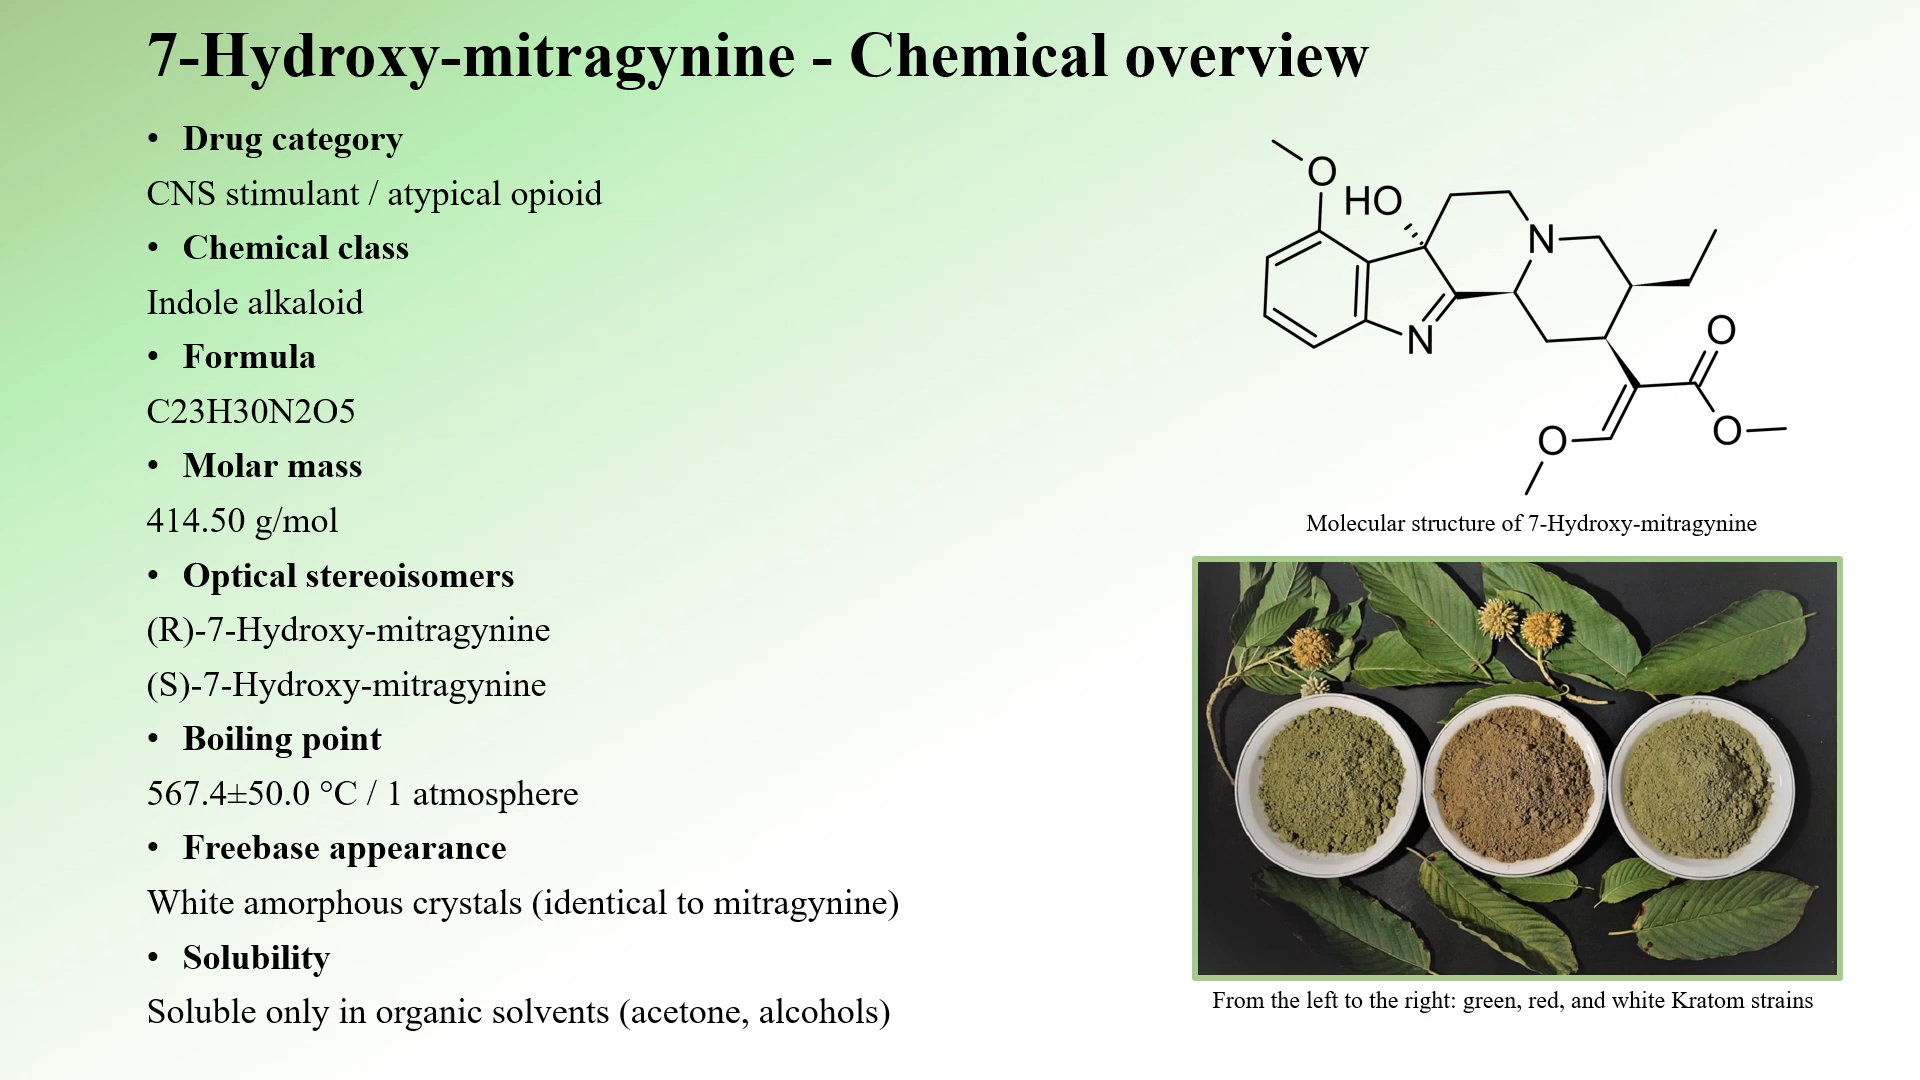 7-Hydroxy-mitragynine - Chemical overview
• Drug category
CNS stimulant / atypical opioid
• Chemical class
Indole alkaloid
• Formula
C23H30N2O5
• Molar mass
414.50 g/mol
• Optical stereoisomers
(R)-7-Hydroxy-mitragynine
(S)-7-Hydroxy-mitragynine
• Boiling point
567.4±50.0 °C / 1 atmosphere
• Freebase appearance
White amorphous crystals (identical to mitragynine)
• Solubility
Soluble only in organic solvents (acetone, alcohols)
O
HO
N
N
O
O
O
Molecular structure of 7-Hydroxy-mitragynine
From the left to the right: green, red, and white Kratom strains